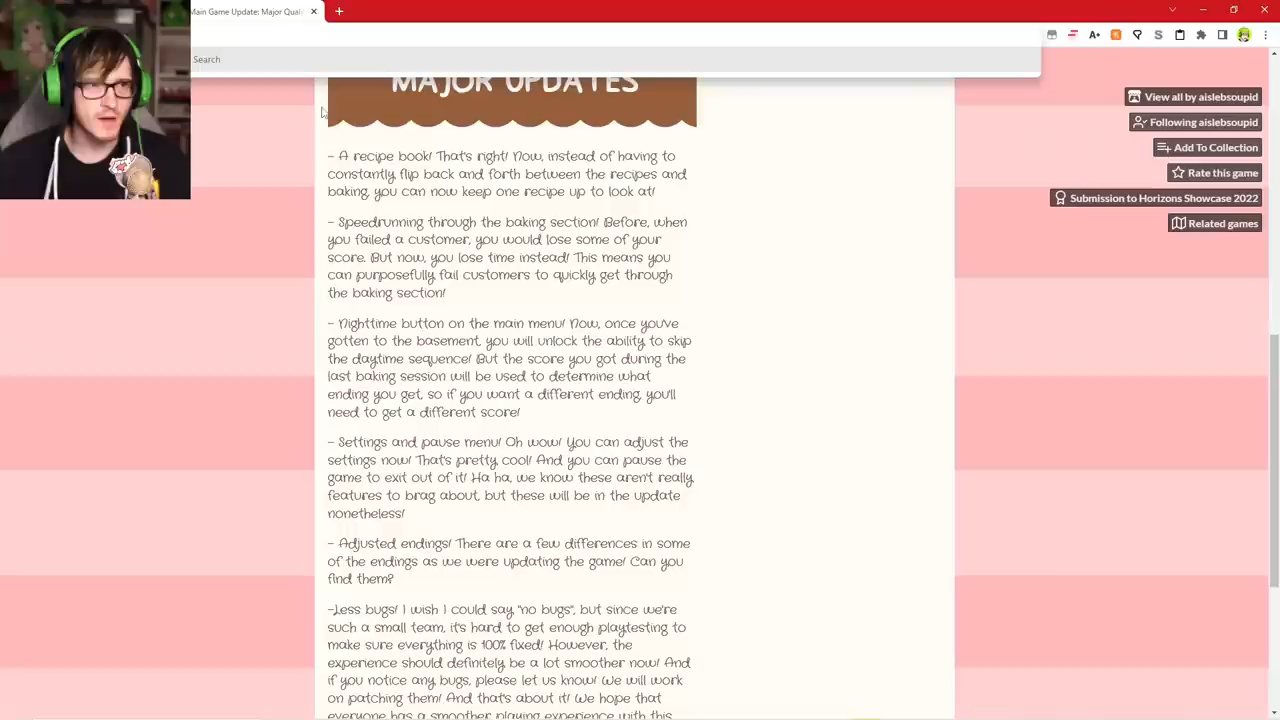 Main Game Update: Major Quali
Search
MAJOR UPDATES
View all by aislebsoupid
Following aislebsoupid
Add To Collection
Rate this game
Submission to Horizons Showcase 2022
Related games
- A recipe book! That's right! Now, instead of having to
constantly flip back and forth between the recipes and
baking, you can now keep one recipe up to look at!
- Speedrunning through the baking section! Before, when
you failed a customer, you would lose some of your
score. But now, you lose time instead! This means you
can purposefully fail customers to quickly get through
the baking section!
- Nighttime button on the main menu! Now, once you've
gotten to the basement, you will unlock the ability to skip
the daytime sequence! But the score you got during the
last baking session will be used to determine what
ending you get, so if you want a different ending, you'll
need to get a different score!
- Settings and pause menu! Oh wow! You can adjust the
settings now! That's pretty cool! And you can pause the
game to exit out of it! Ha ha, we know these aren't really
features to brag about, but these will be in the update
nonetheless!
- Adjusted endings! There are a few differences in some
of the endings as we were updating the game! Can you
find them?
-Less bugs! I wish I could say "no bugs", but since we're
such a small team, it's hard to get enough playtesting to
make sure everything is 100% fixed! However, the
experience should definitely be a lot smoother now! And
if you notice any bugs, please let us know! We will work
on patching them! And that's about it! We hope that
everyone has a smoother playing experience with this